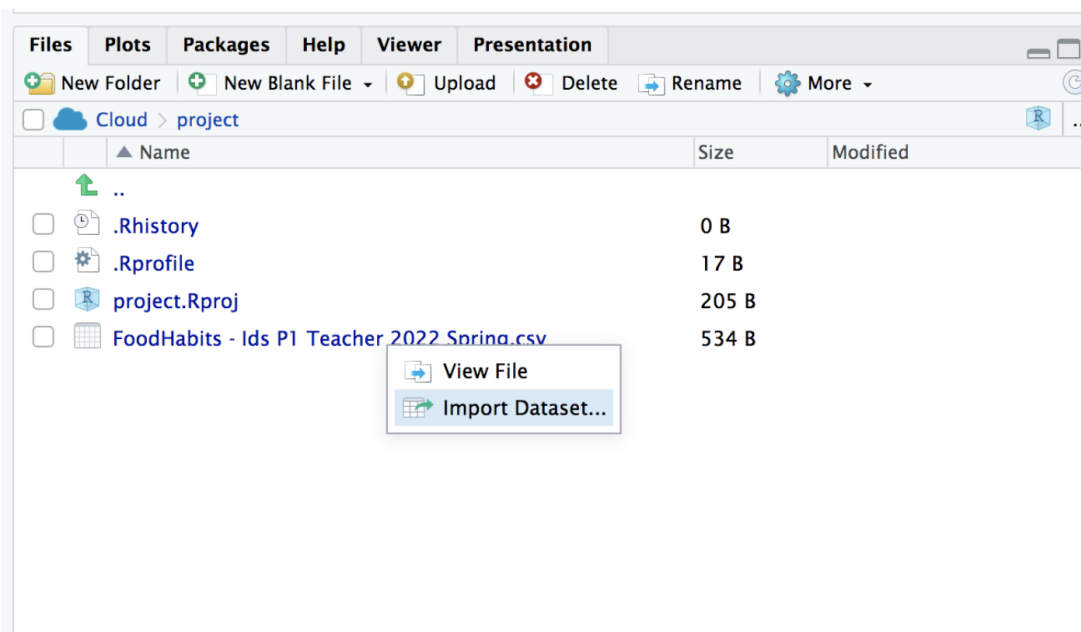 Files Plots Packages Help Viewer Presentation
New Folder New Blank File Upload Delete Rename More
Cloud > project R ..
Name Size Modified
..
.Rhistory 0 B
.Rprofile 17 B
R project.Rproj 205 B
FoodHabits - Ids P1 Teacher 2022 Spring.csv 534 B
View File
Import Dataset...